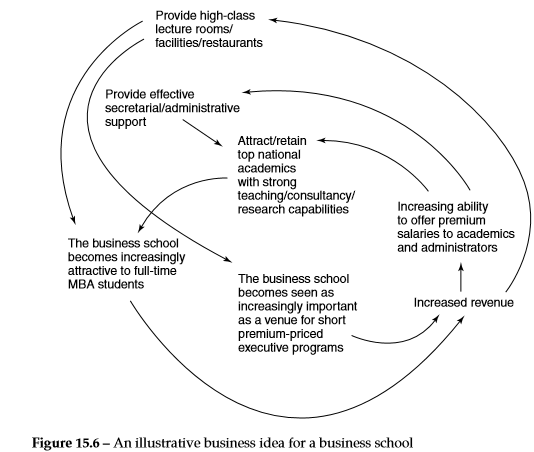 Provide high-class
lecture rooms/
facilities/restaurants
Provide effective
secretarial/administrative
support
Attract/retain
top national
academics
with strong
teaching/consultancy/
research capabilities
Increasing ability
to offer premium
salaries to academics
and administrators
The business school
becomes increasingly
attractive to full-time
MBA students
The business school
becomes seen as
increasingly important
as a venue for short
premium-priced
executive programs
Increased revenue
Figure 15.6 – An illustrative business idea for a business school